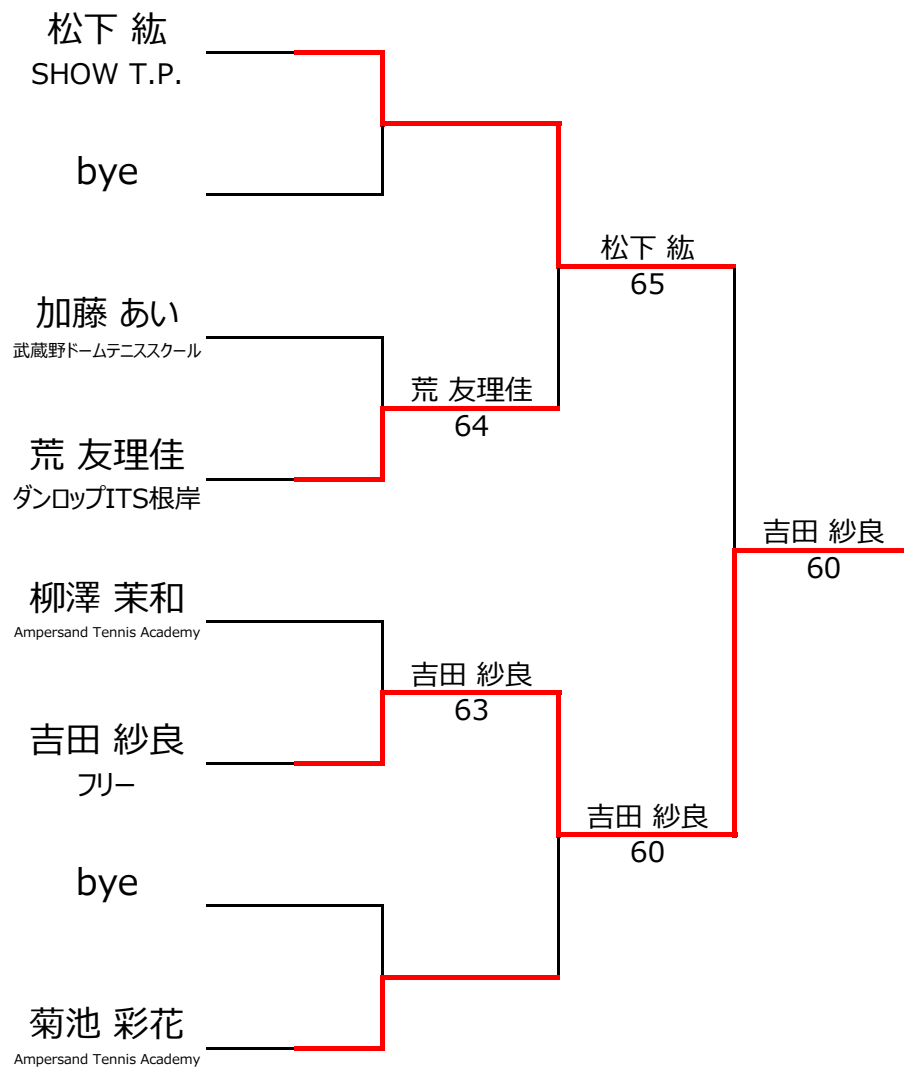 松下 紘
SHOW T.P.
bye
松下 紘
65
加藤 あい
武蔵野ドームテニススクール
荒 友理佳
64
荒 友理佳
ダンロップITS根岸
吉田 紗良
60
柳澤 茉和
Ampersand Tennis Academy
吉田 紗良
63
吉田 紗良
フリー
吉田 紗良
60
bye
菊池 彩花
Ampersand Tennis Academy